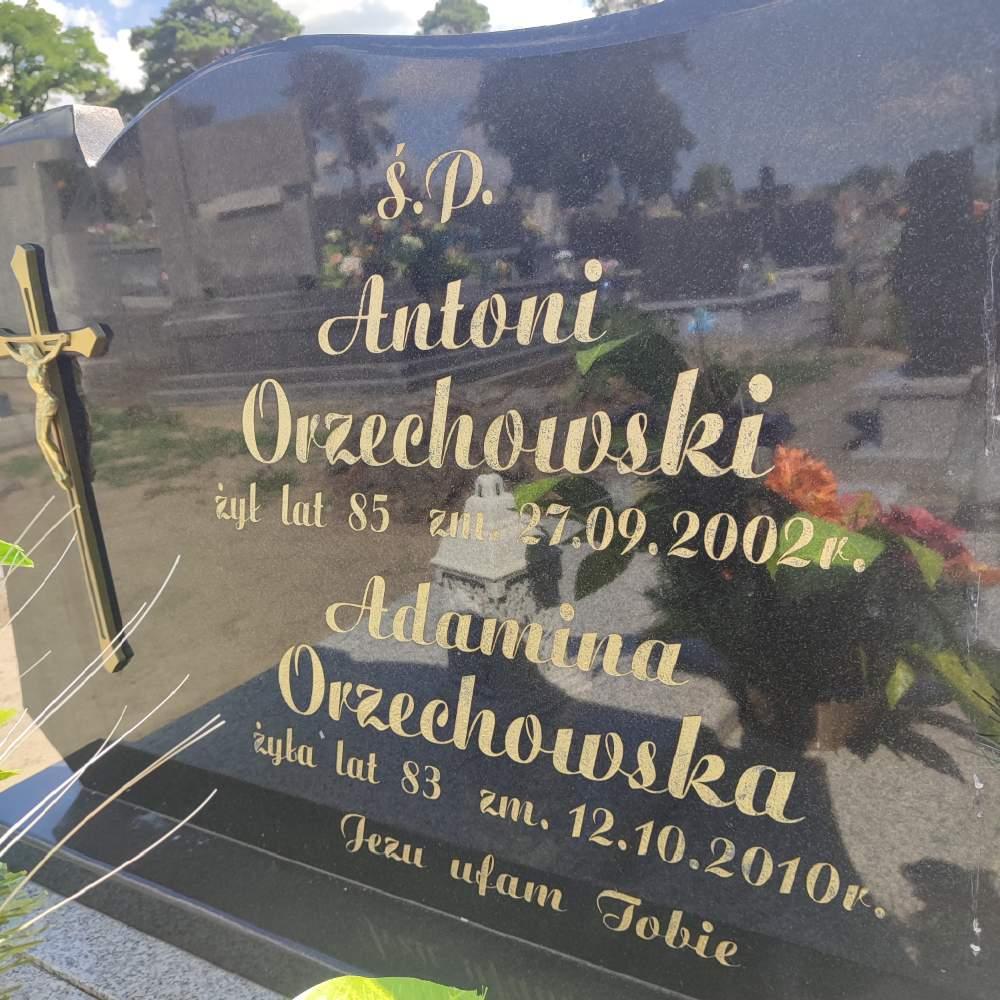 ś.P.
Antoni
Orzechowski
żył lat 85 zm. 27.09.2002r.
Adamina
Orzechowska
żyła lat 83 zm. 12.10.2010r.
Jezu ufam Tobie